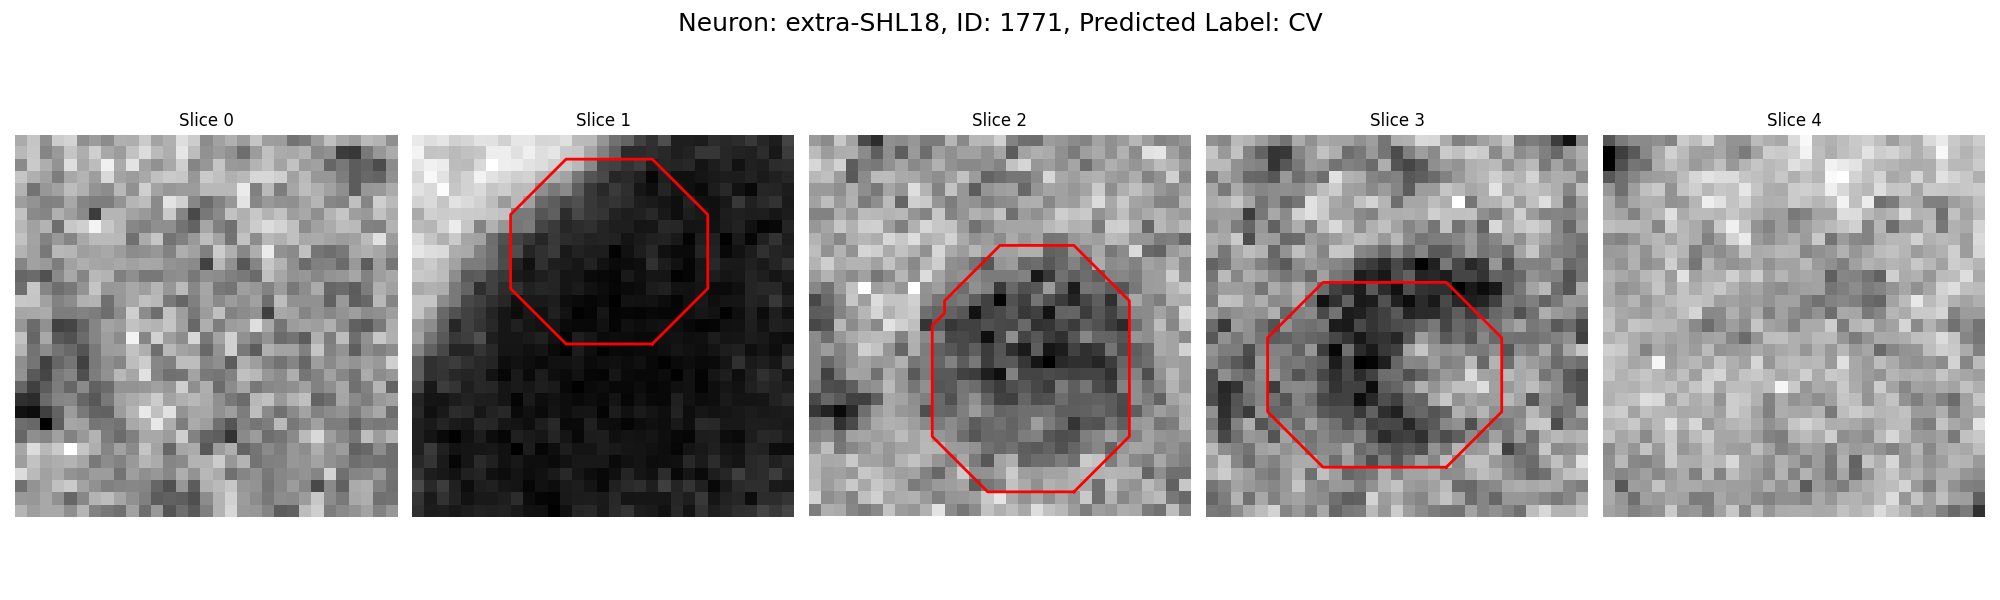 Neuron: extra-SHL18, ID: 1771, Predicted Label: CV
Slice 0
Slice 1
Slice 2
Slice 3
Slice 4